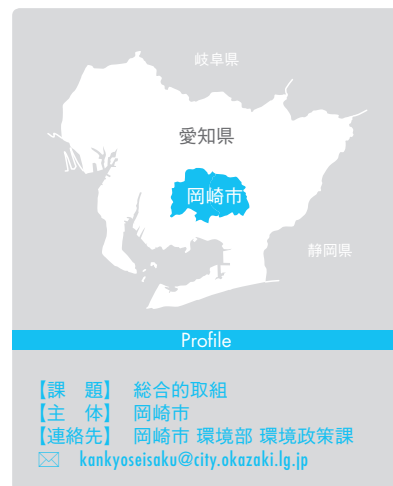 岐阜県
愛知県
岡崎市
静岡県
Profile
【課　題】　総合的取組
【主　体】　岡崎市
【連絡先】　岡崎市 環境部 環境政策課
✉　kankyoseisaku@city.okazaki.lg.jp